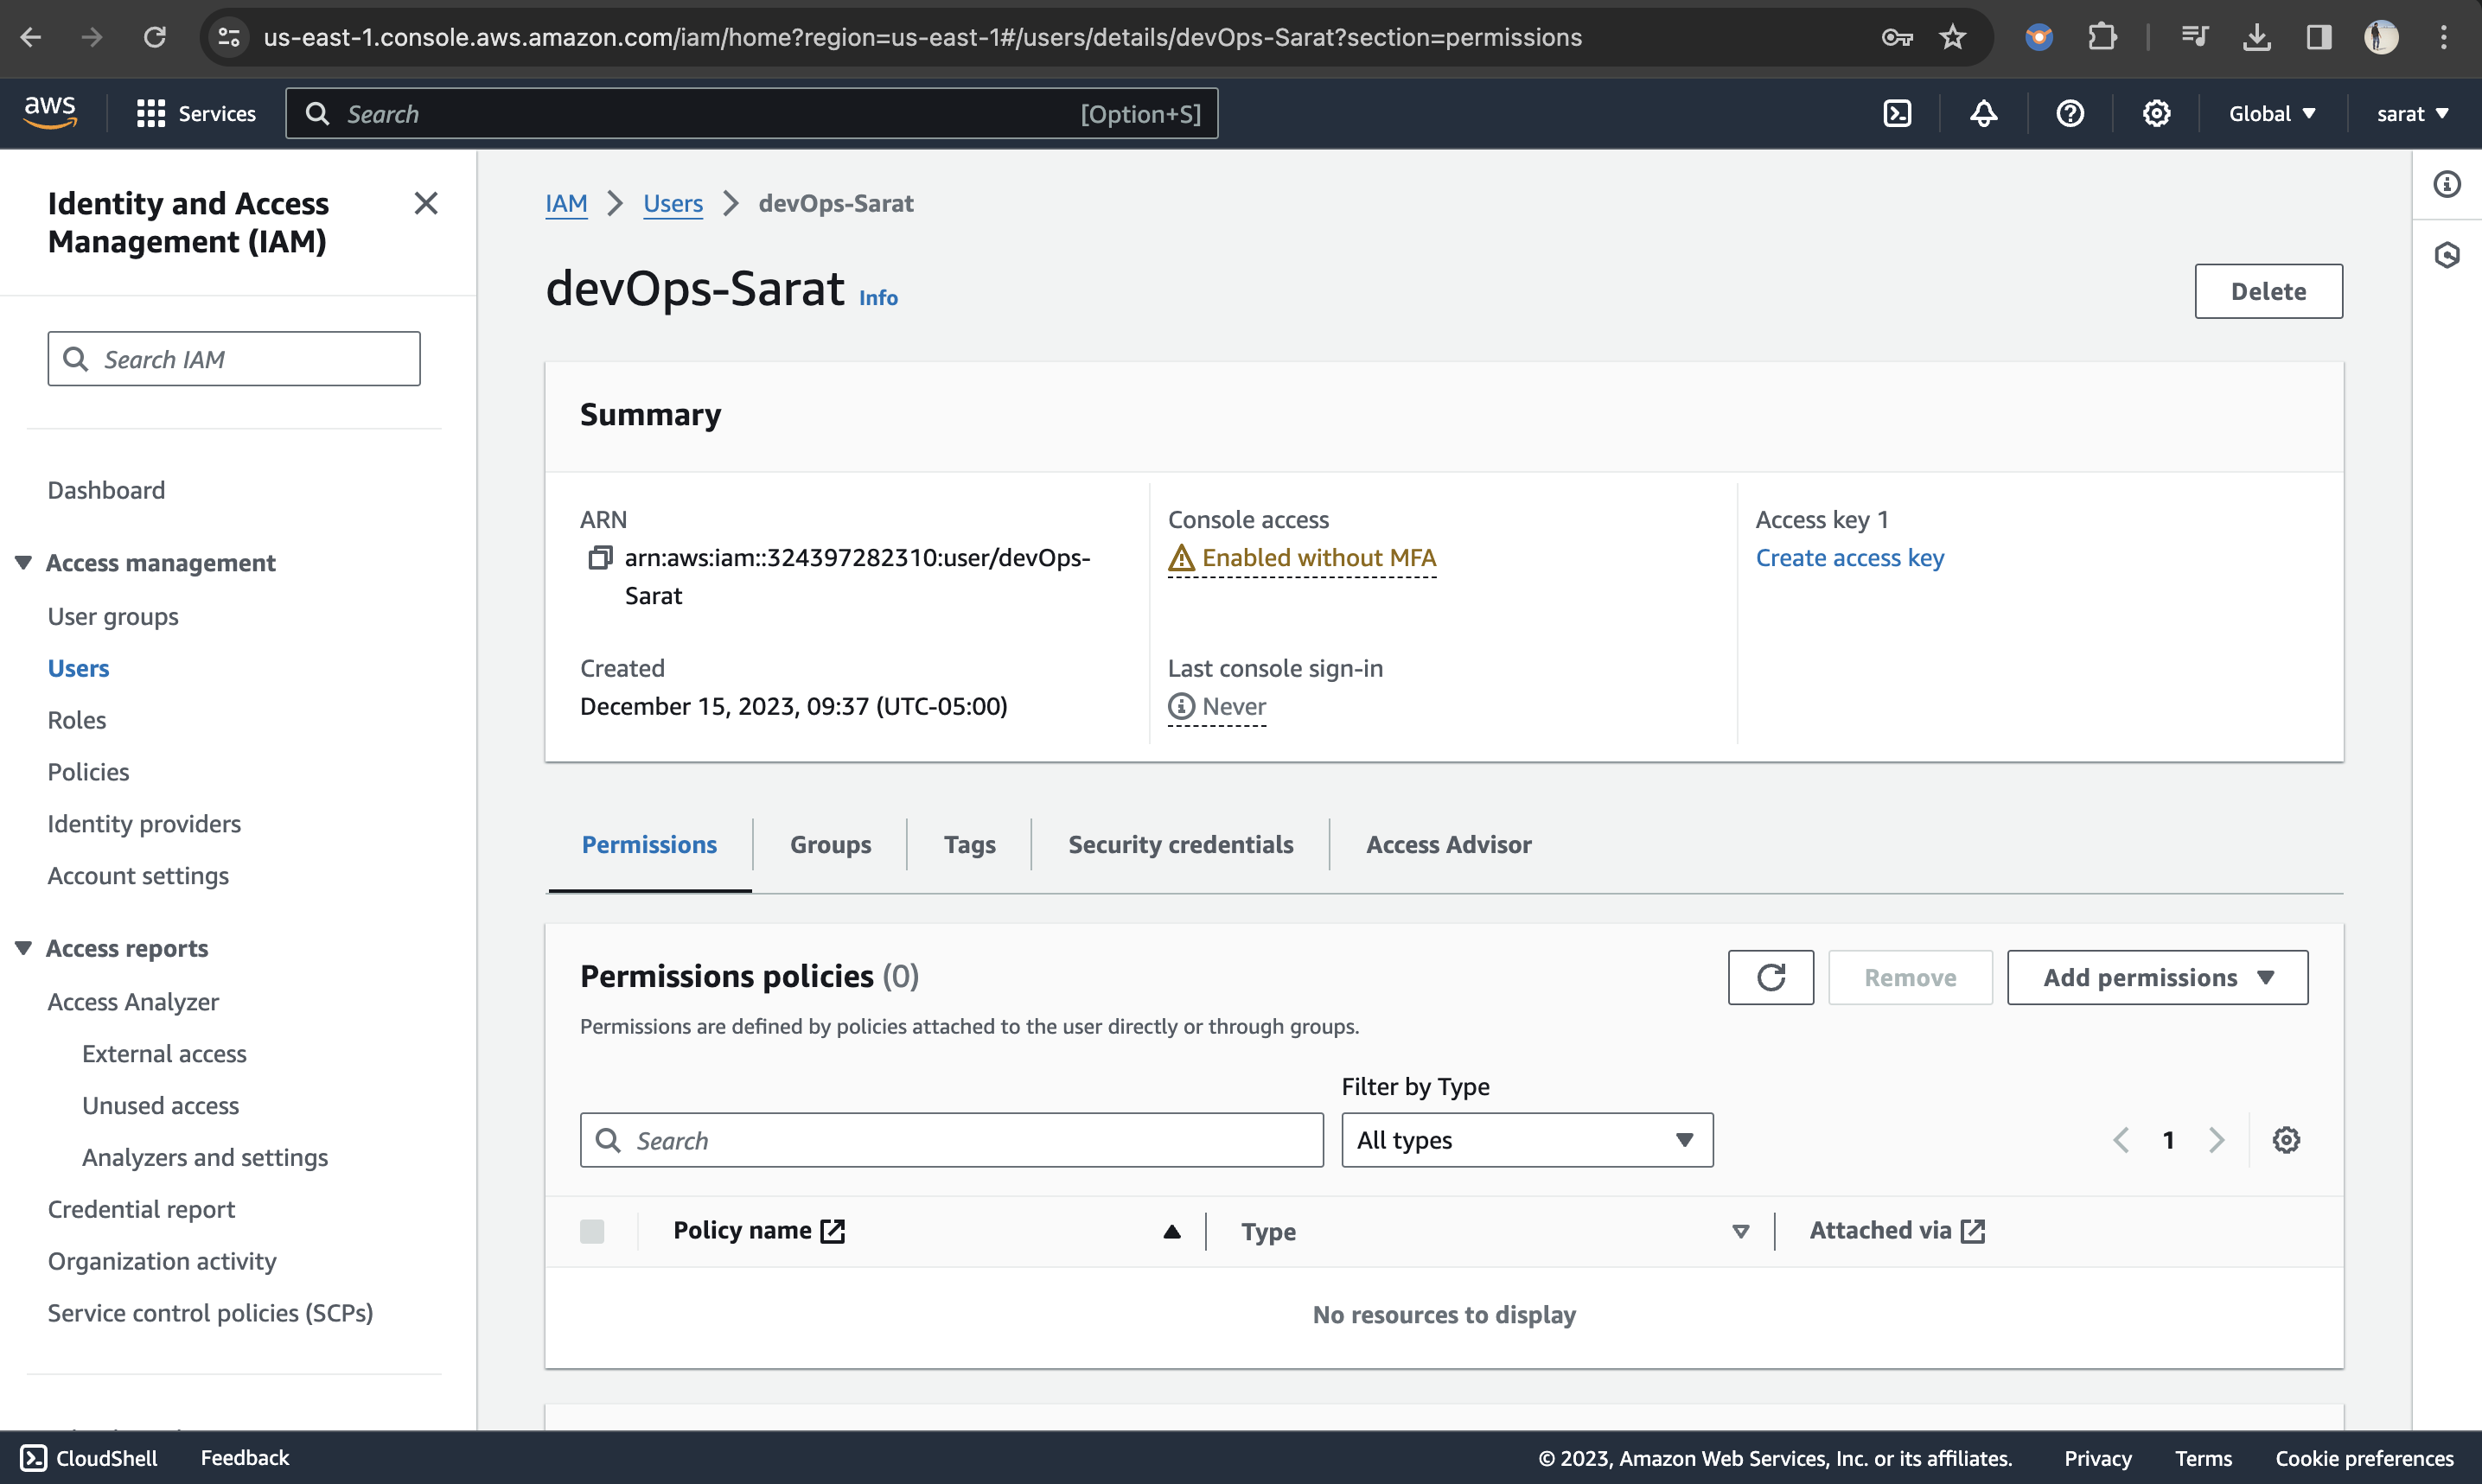 us-east-1.console.aws.amazon.com/iam/home?region=us-east-1#/users/details/devOps-Sarat?section=permissions
aws
Services
Search
[Option+S]
Global
sarat
Identity and Access
Management (IAM)
Search IAM
Dashboard
Access management
User groups
Users
Roles
Policies
Identity providers
Account settings
Access reports
Access Analyzer
External access
Unused access
Analyzers and settings
Credential report
Organization activity
Service control policies (SCPs)
IAM
Users
devOps-Sarat
devOps-Sarat Info
Delete
Summary
ARN
arn:aws:iam::324397282310:user/devOps-
Sarat
Console access
Enabled without MFA
Access key 1
Create access key
Created
December 15, 2023, 09:37 (UTC-05:00)
Last console sign-in
Never
Permissions
Groups
Tags
Security credentials
Access Advisor
Permissions policies (0)
Remove
Add permissions
Permissions are defined by policies attached to the user directly or through groups.
Filter by Type
Search
All types
1
Policy name
Type
Attached via
No resources to display
CloudShell
Feedback
© 2023, Amazon Web Services, Inc. or its affiliates.
Privacy
Terms
Cookie preferences